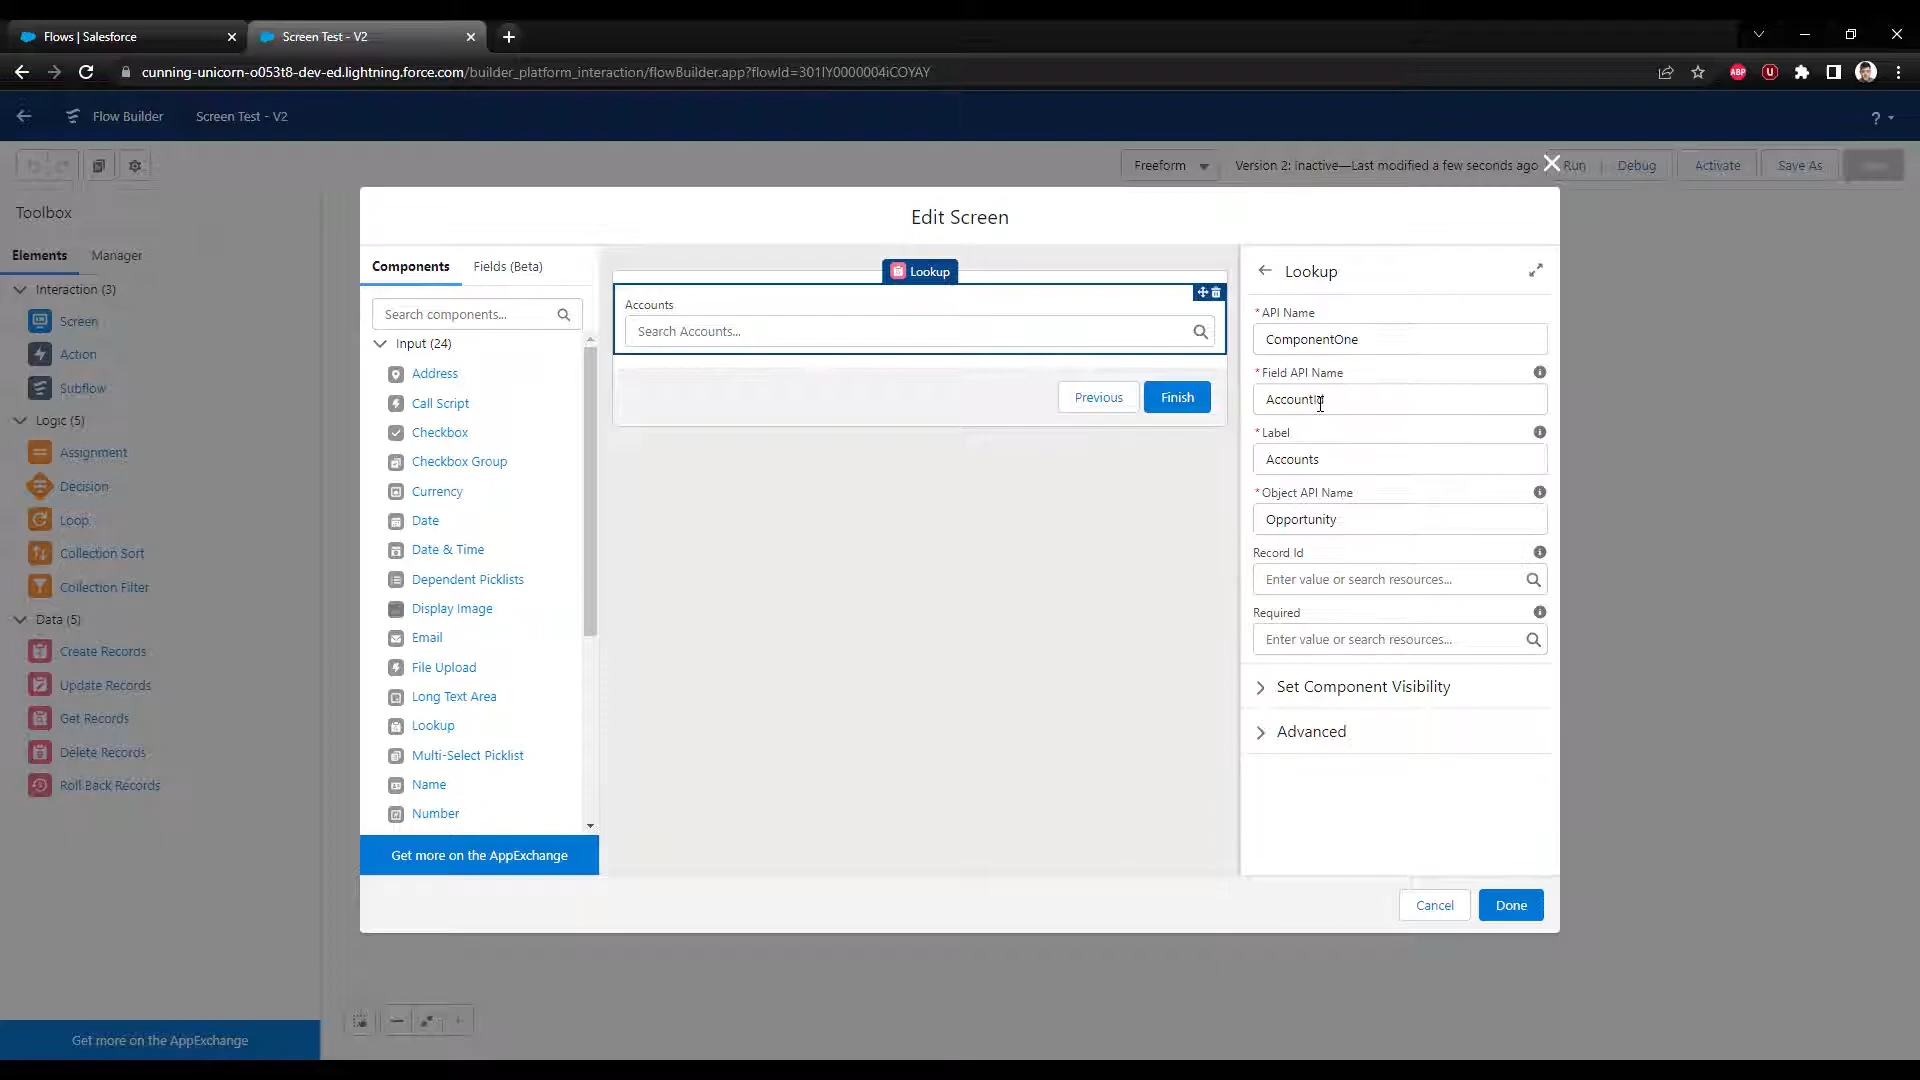 Flows | Salesforce
Screen Test - V2
cunning-unicorn-o053t8-dev-ed.lightning.force.com/builder_platform_interaction/flowBuilder.app?flowId=301IY0000004iCOYAY
ABP
U
Flow Builder
Screen Test - V2
?
Freeform
Version 2: Inactive—Last modified a few seconds ago
Run
Debug
Activate
Save As
Toolbox
Elements
Manager
Interaction (3)
Screen
Action
Subflow
Logic (5)
Assignment
Decision
Loop
Collection Sort
Collection Filter
Data (5)
Create Records
Update Records
Get Records
Delete Records
Roll Back Records
Get more on the AppExchange
Edit Screen
Components
Fields (Beta)
Search components...
Input (24)
Address
Call Script
Checkbox
Checkbox Group
Currency
Date
Date & Time
Dependent Picklists
Display Image
Email
File Upload
Long Text Area
Lookup
Multi-Select Picklist
Name
Number
Get more on the AppExchange
Lookup
Accounts
Search Accounts...
Previous
Finish
Lookup
* API Name
ComponentOne
* Field API Name
AccountId
* Label
Accounts
* Object API Name
Opportunity
Record Id
Enter value or search resources...
Required
Enter value or search resources...
Set Component Visibility
Advanced
Cancel
Done